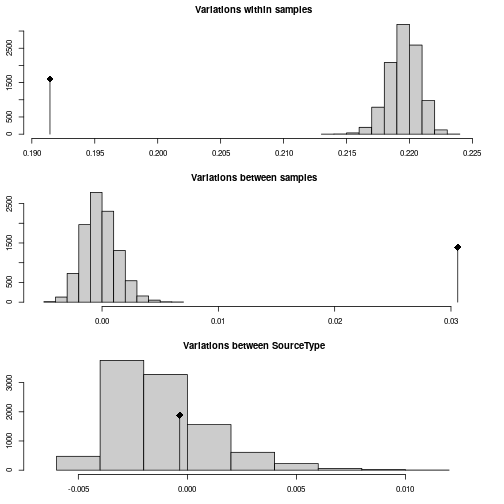 Variations within samples
0 500 1500 2500
0.190 0.195 0.200 0.205 0.210 0.215 0.220 0.225
Variations between samples
0 500 1500 2500
0.00 0.01 0.02 0.03
Variations between SourceType
0 1000 2000 3000
-0.005 0.000 0.005 0.010